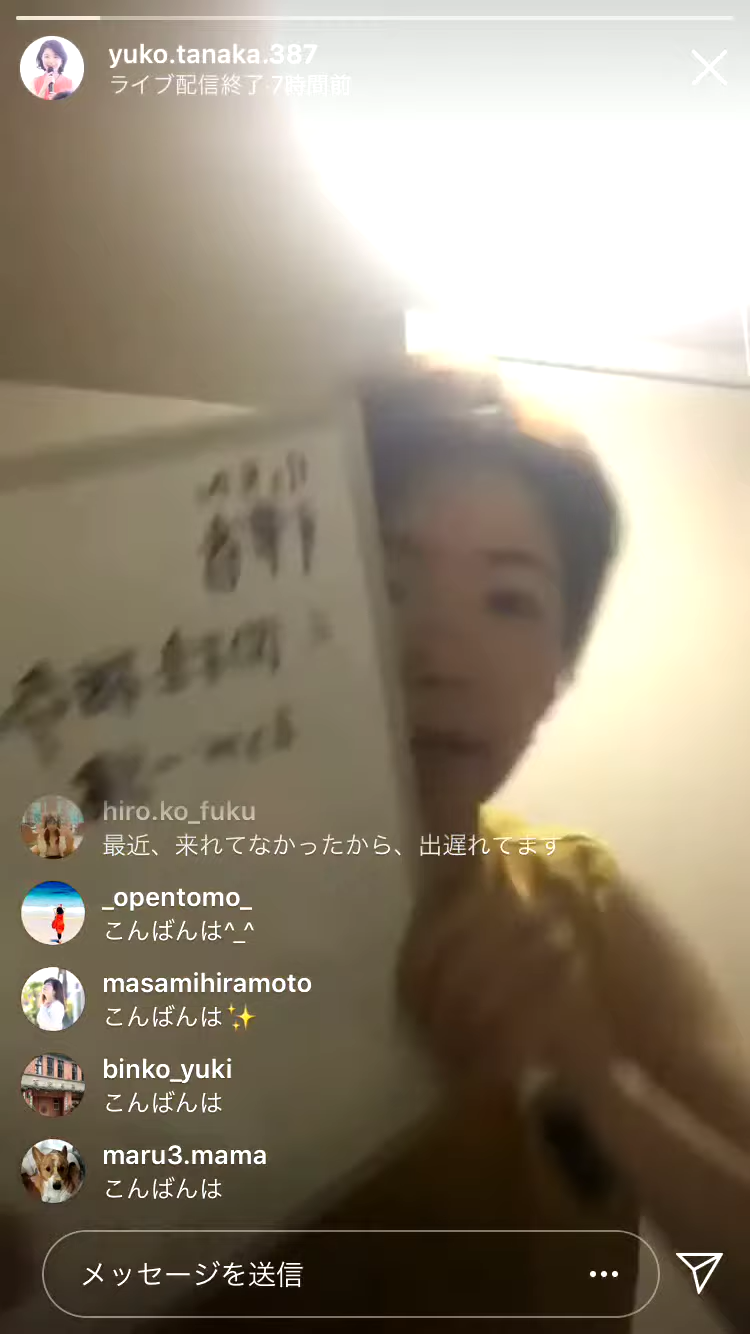 yuko.tanaka.387
ライブ配信終了·7時間前
hiro.ko_fuku
最近、来れてなかったから、出遅れてます
_opentomo_
こんばんは^_^
masamihiramoto
こんばんは✨
binko_yuki
こんばんは
maru3.mama
こんばんは
メッセージを送信